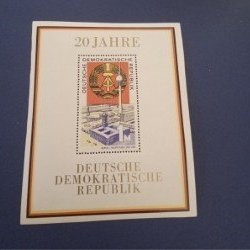 20 JAHRE
DEUTSCHE
DEMOKRATISCHE
REPUBLIK
DEUTSCHE
DEMOKRATISCHE
REPUBLIK